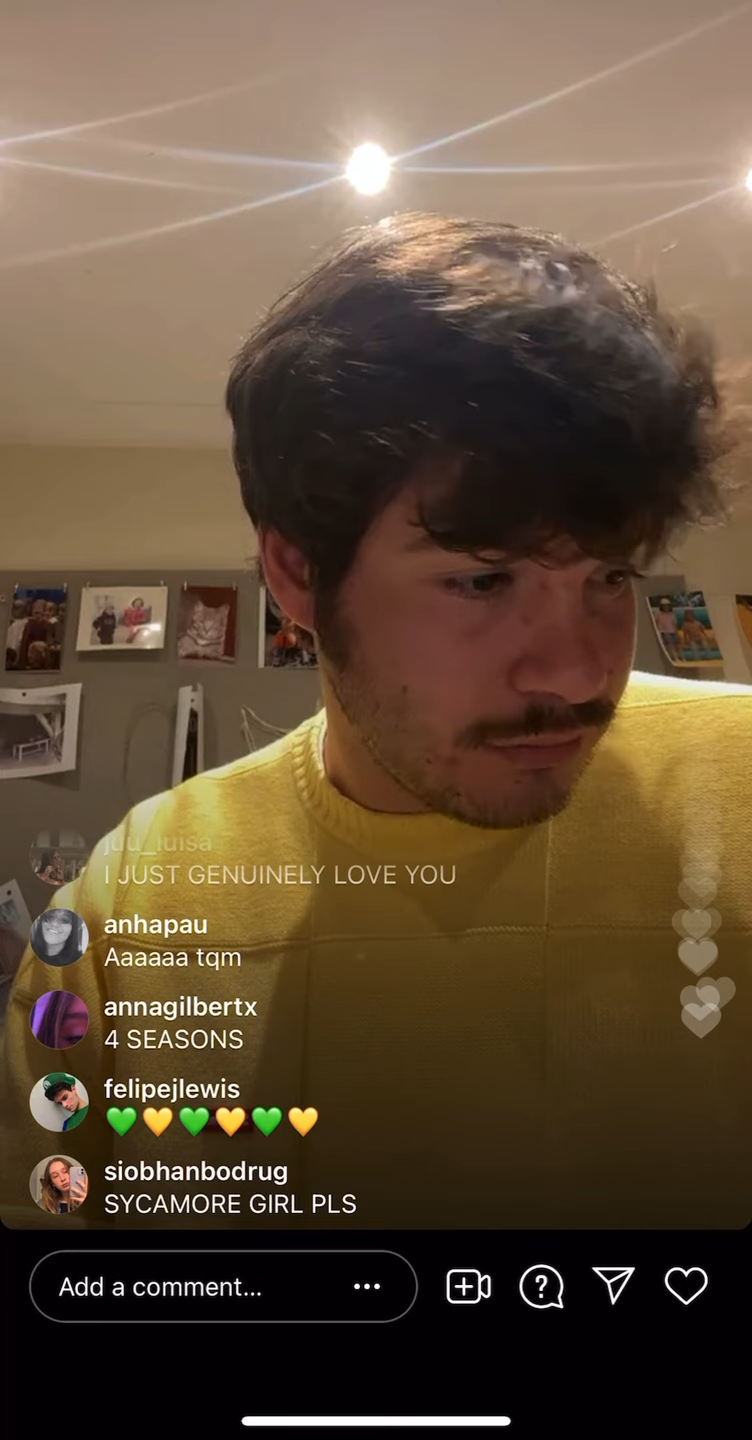 juu_luisa
I JUST GENUINELY LOVE YOU
anhapau
Aaaaaa tqm
annagilbertx
4 SEASONS
felipejlewis
💚💛💚💛💚💛
siobhanbodrug
SYCAMORE GIRL PLS
Add a comment...